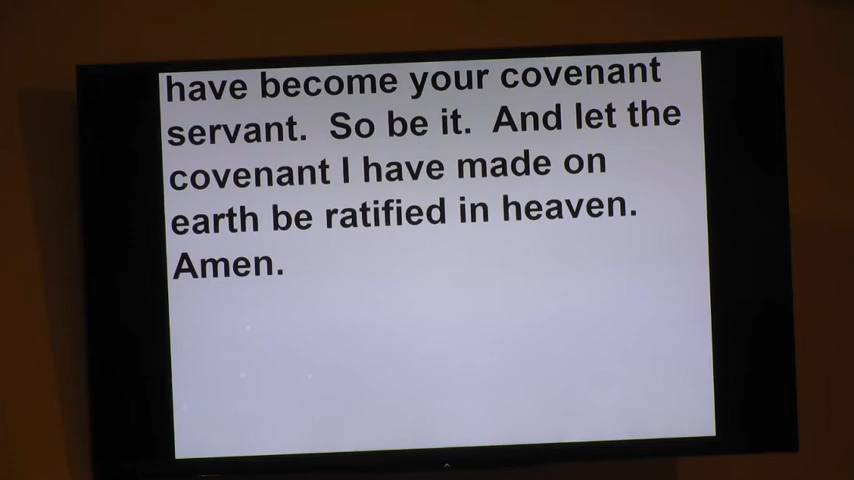 have become your covenant
servant.  So be it.  And let the
covenant I have made on
earth be ratified in heaven.
Amen.